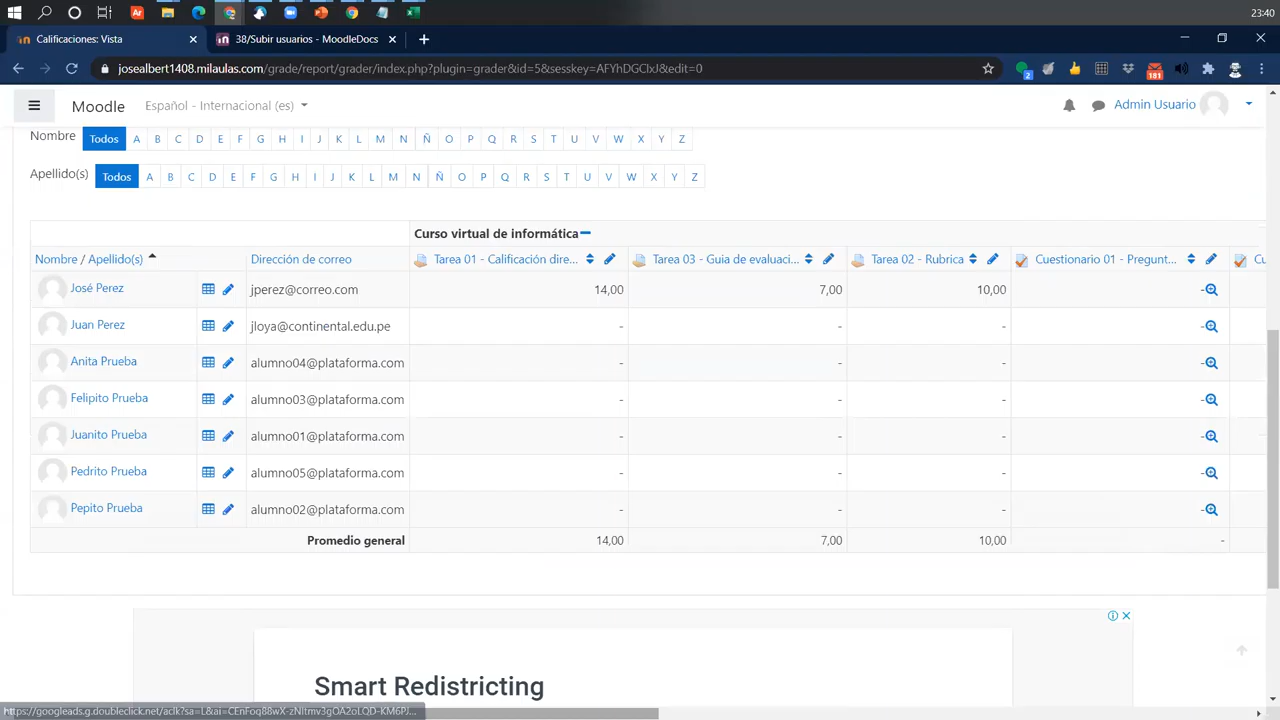 23:40
Calificaciones: Vista
38/Subir usuarios - MoodleDocs
josealbert1408.milaulas.com/grade/report/grader/index.php?plugin=grader&id=5&sesskey=AFYhDGClxJ&edit=0
2
181
Moodle
Español - Internacional (es)
Admin Usuario
Nombre Todos A B C D E F G H I J K L M N Ñ O P Q R S T U V W X Y Z
Apellido(s) Todos A B C D E F G H I J K L M N Ñ O P Q R S T U V W X Y Z
Curso virtual de informática
Nombre / Apellido(s) Dirección de correo Tarea 01 - Calificación dire... Tarea 03 - Guia de evaluaci... Tarea 02 - Rubrica Cuestionario 01 - Pregunt... Cu
José Perez jperez@correo.com 14,00 7,00 10,00 -
Juan Perez jloya@continental.edu.pe - - - -
Anita Prueba alumno04@plataforma.com - - - -
Felipito Prueba alumno03@plataforma.com - - - -
Juanito Prueba alumno01@plataforma.com - - - -
Pedrito Prueba alumno05@plataforma.com - - - -
Pepito Prueba alumno02@plataforma.com - - - -
Promedio general 14,00 7,00 10,00 -
Smart Redistricting